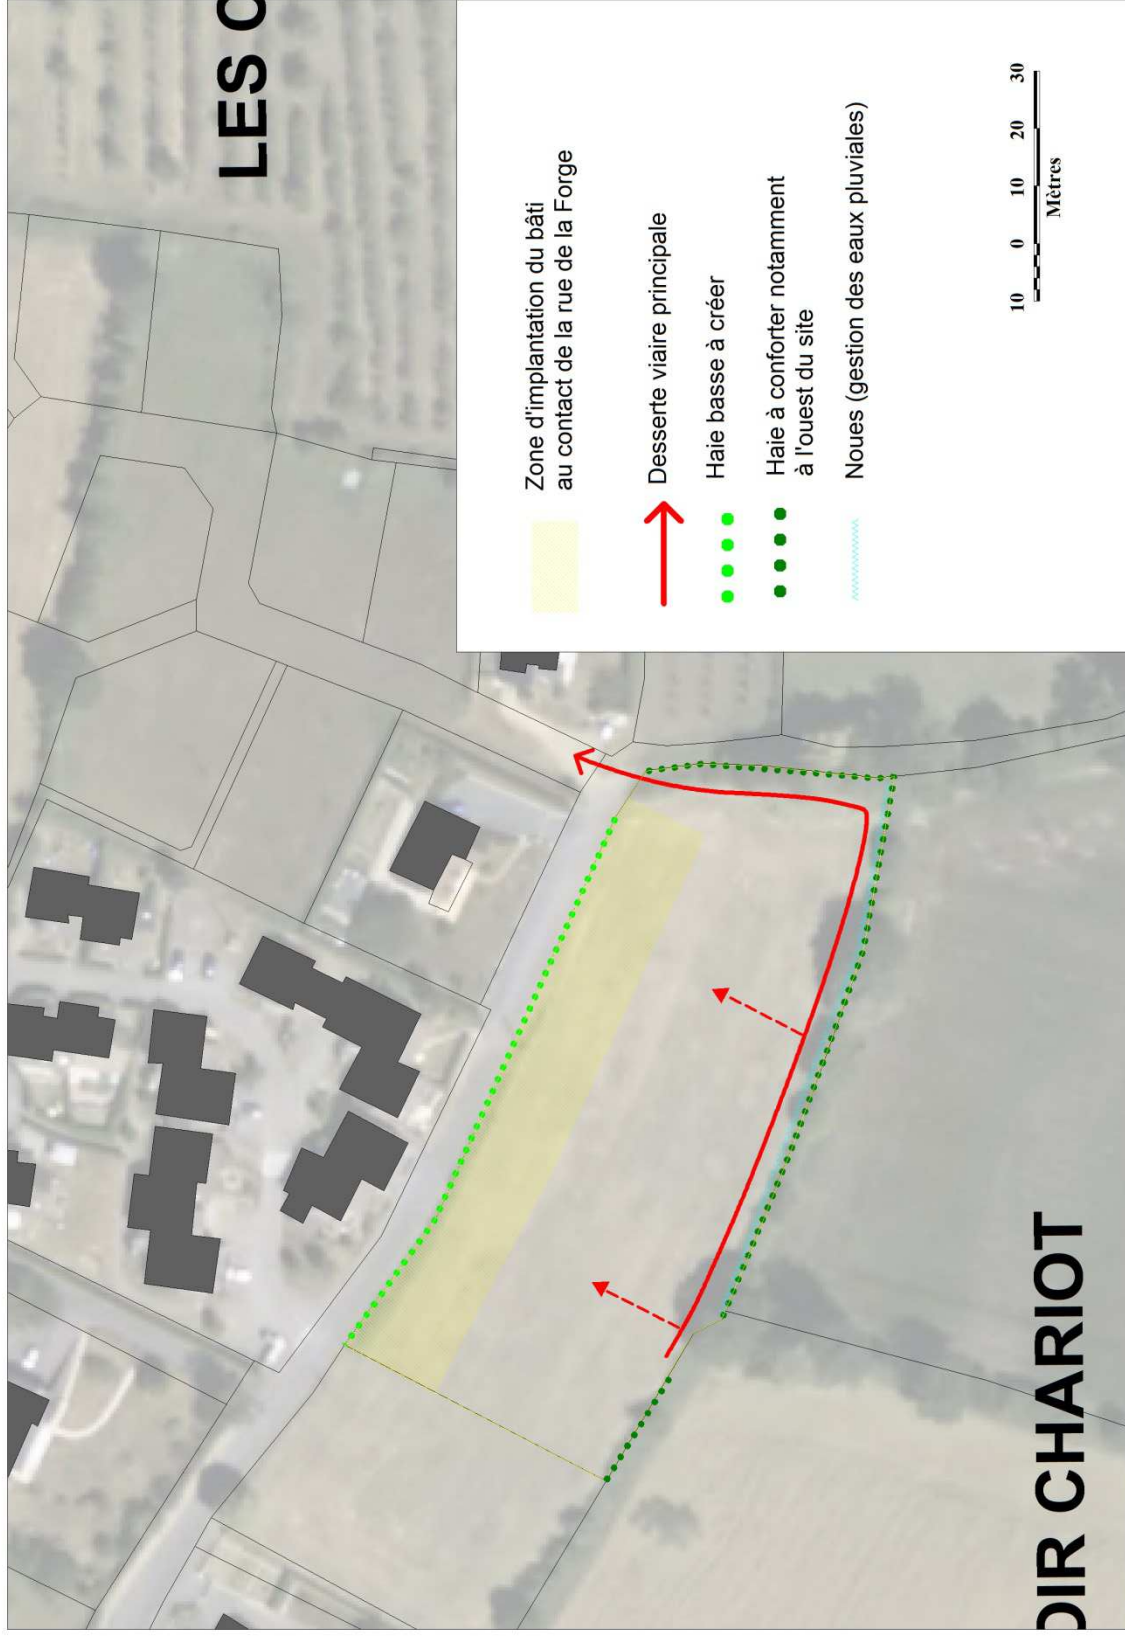 LES C
Zone d'implantation du bâti
au contact de la rue de la Forge
Desserte viaire principale
Haie basse à créer
Haie à conforter notamment
à l'ouest du site
Noues (gestion des eaux pluviales)
10 0 10 20 30
Mètres
OIR CHARIOT